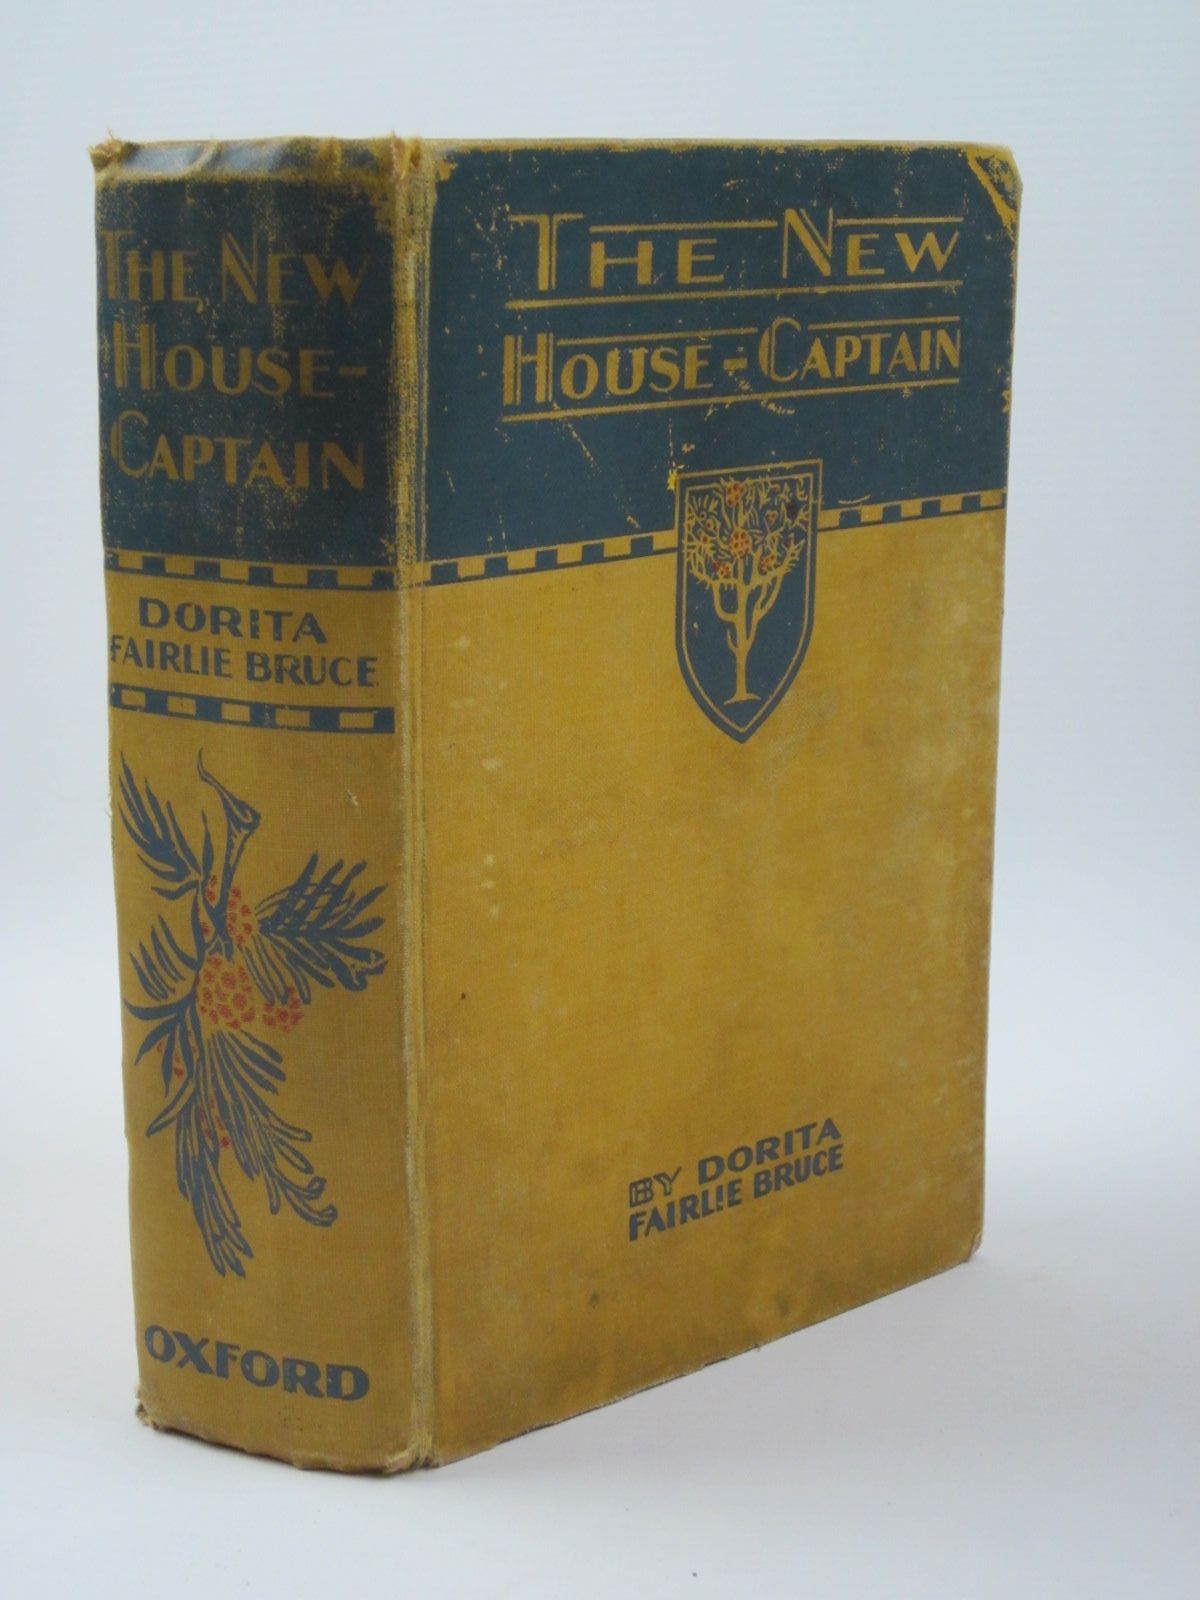 THE NEW
HOUSE-
CAPTAIN
DORITA
FAIRLIE BRUCE
OXFORD
THE NEW
HOUSE-CAPTAIN
BY DORITA
FAIRLIE BRUCE